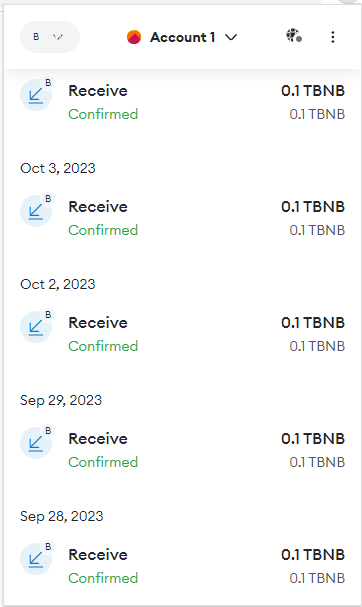 B Account 1
B
Receive 0.1 TBNB
Confirmed 0.1 TBNB
Oct 3, 2023
B
Receive 0.1 TBNB
Confirmed 0.1 TBNB
Oct 2, 2023
B
Receive 0.1 TBNB
Confirmed 0.1 TBNB
Sep 29, 2023
B
Receive 0.1 TBNB
Confirmed 0.1 TBNB
Sep 28, 2023
B
Receive 0.1 TBNB
Confirmed 0.1 TBNB